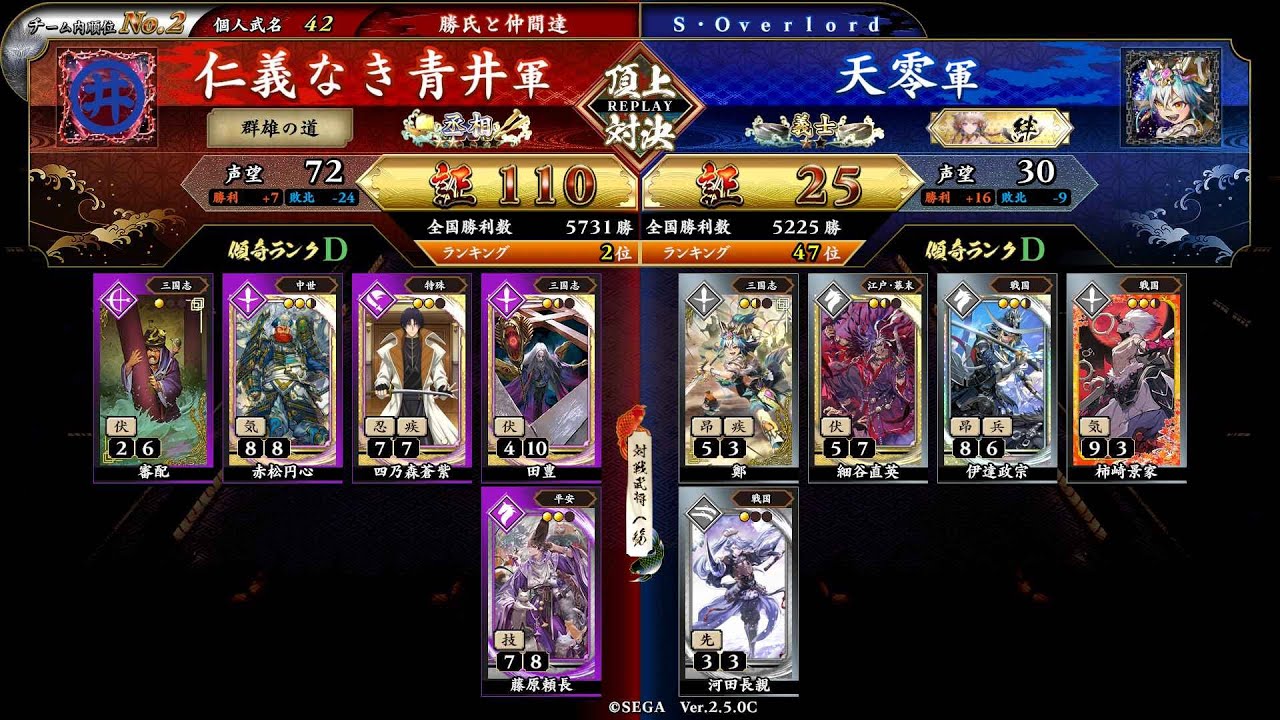 チーム内順位 No.2
個人武名 42
勝氏と仲間達
S・Overlord
井
仁義なき青井軍
頂上
REPLAY
対決
天零軍
群雄の道
丞相
義士
絆
声望 72
勝利 +7 敗北 -24
証 110
証 25
声望 30
勝利 +16 敗北 -9
全国勝利数 5731勝
全国勝利数 5225勝
傾奇ランクD
ランキング 2位
ランキング 47位
傾奇ランクD
三国志
伏
2 6
審配
中世
気
8 8
赤松円心
特殊
忍 疾
7 7
四乃森蒼紫
三国志
伏
4 10
田豊
対戦武将一覧
三国志
昂 疾
5 3
鄭
江戸・幕末
伏
5 7
細谷直英
戦国
昂 兵
8 6
伊達政宗
戦国
気
9 3
柿崎景家
平安
技
7 8
藤原頼長
戦国
先
3 3
河田長親
©SEGA Ver.2.5.0C